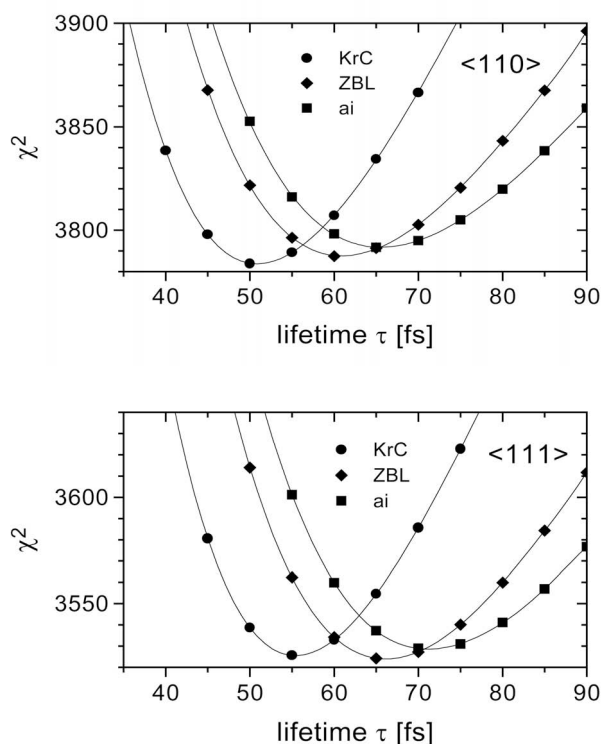 3900
3850
3800
χ²
KrC
ZBL
ai
<110>
40 50 60 70 80 90
lifetime τ [fs]
3600
3550
χ²
KrC
ZBL
ai
<111>
40 50 60 70 80 90
lifetime τ [fs]